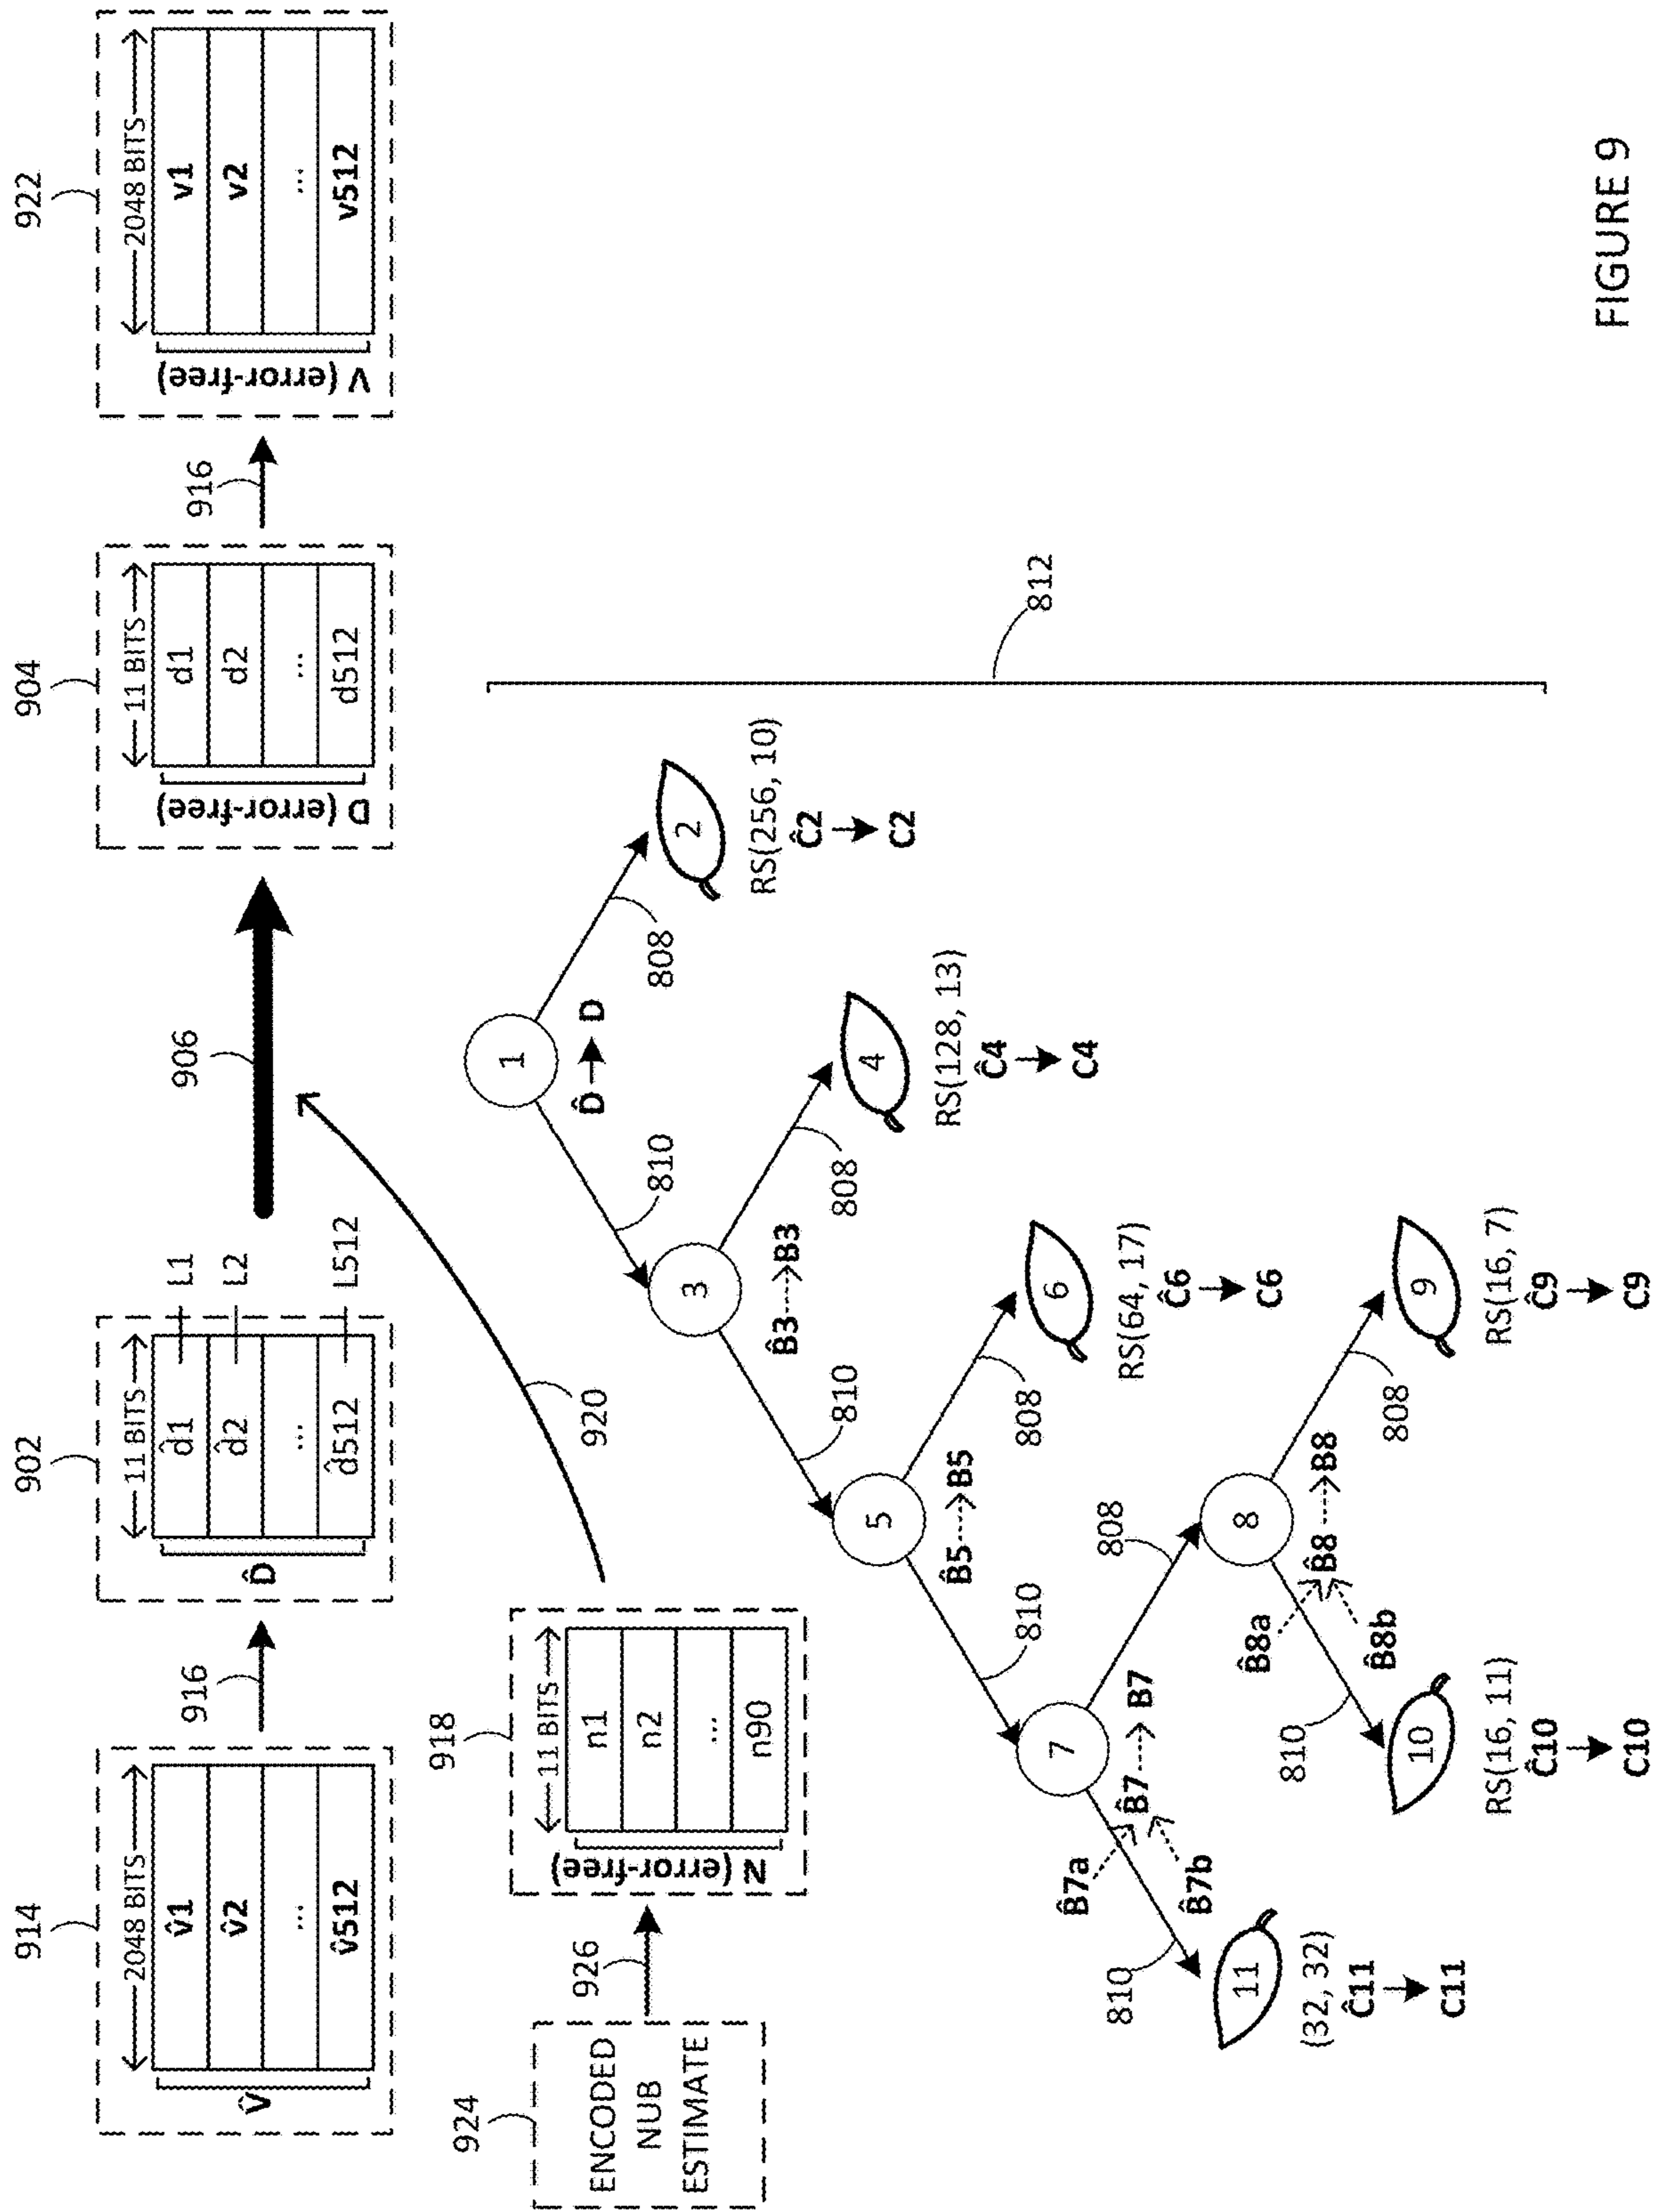 914
2048 BITS
V̂
v̂1
v̂2
...
v̂512
916
902
11 BITS
D̂
d̂1
d̂2
...
d̂512
L1
L2
L512
906
904
11 BITS
D (error-free)
d1
d2
...
d512
916
922
2048 BITS
V (error-free)
v1
v2
...
v512
924
ENCODED
NUB
ESTIMATE
926
918
11 BITS
N (error-free)
n1
n2
...
n90
920
812
1
D̂ → D
810
808
2
RS(256, 10)
Ĉ2 → C2
3
B̂3 → B3
810
808
4
RS(128, 13)
Ĉ4 → C4
5
B̂5 → B5
810
808
6
RS(64, 17)
Ĉ6 → C6
7
B̂7a
B̂7b
B̂7 → B7
810
808
11
(32, 32)
Ĉ11 → C11
8
B̂8a
B̂8b
B̂8 → B8
810
808
10
RS(16, 11)
Ĉ10 → C10
9
RS(16, 7)
Ĉ9 → C9
FIGURE 9